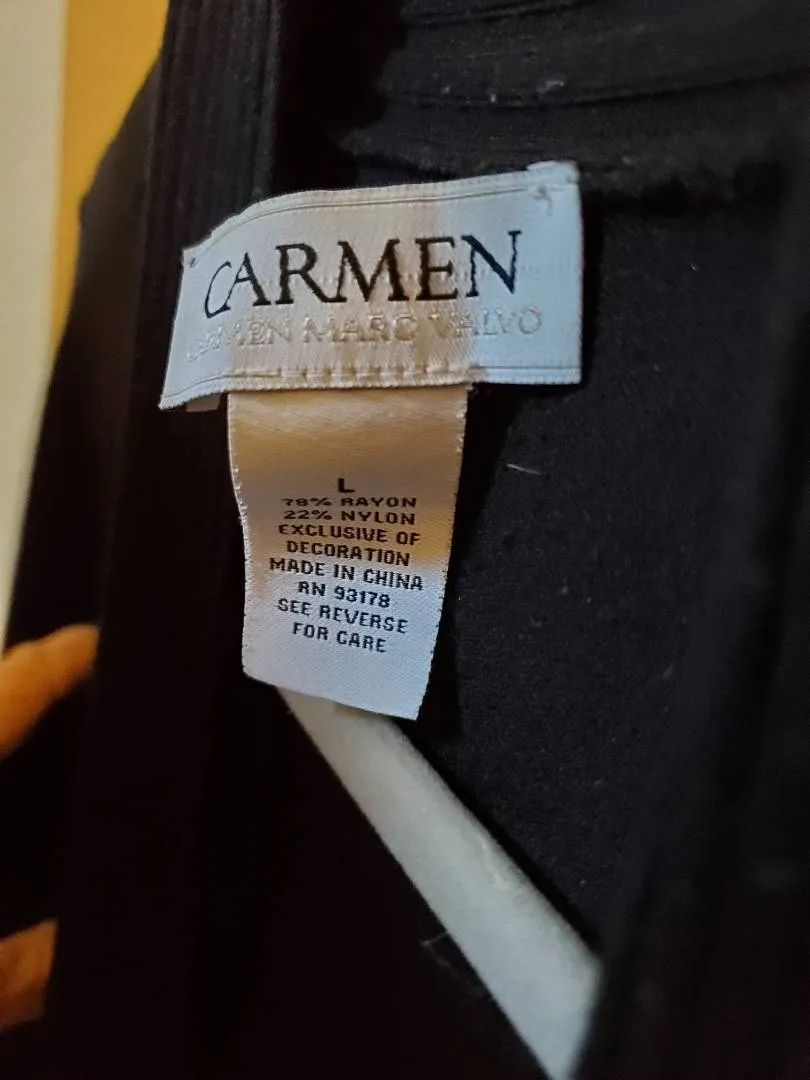 CARMEN
CARMEN MARC VALVO
L
78% RAYON
22% NYLON
EXCLUSIVE OF
DECORATION
MADE IN CHINA
RN 93178
SEE REVERSE
FOR CARE